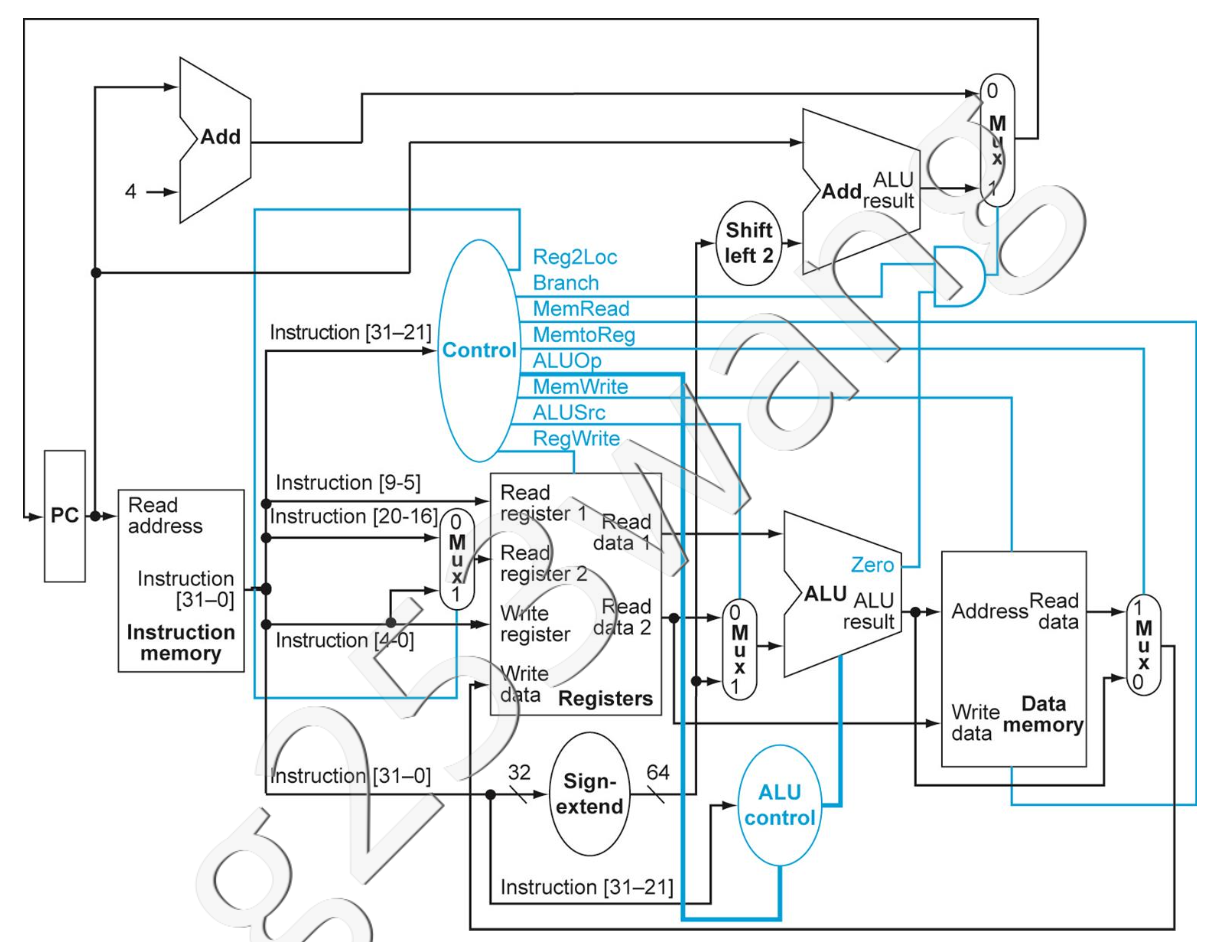 0
Mux
1
Add
4
Add
ALU
result
Shift
left 2
Reg2Loc
Branch
MemRead
MemtoReg
ALUOp
MemWrite
ALUSrc
RegWrite
Instruction [31–21]
Control
PC
Read
address
Instruction
[31–0]
Instruction
memory
Instruction [9-5]
Instruction [20-16]
0
Mux
1
Instruction [4-0]
Read
register 1
Read
register 2
Write
register
Write
data
Read
data 1
Read
data 2
Registers
0
Mux
1
Zero
ALU
ALU
result
Address
Read
data
Write
data
Data
memory
1
Mux
0
Instruction [31–0]
32
Sign-
extend
64
ALU
control
Instruction [31–21]